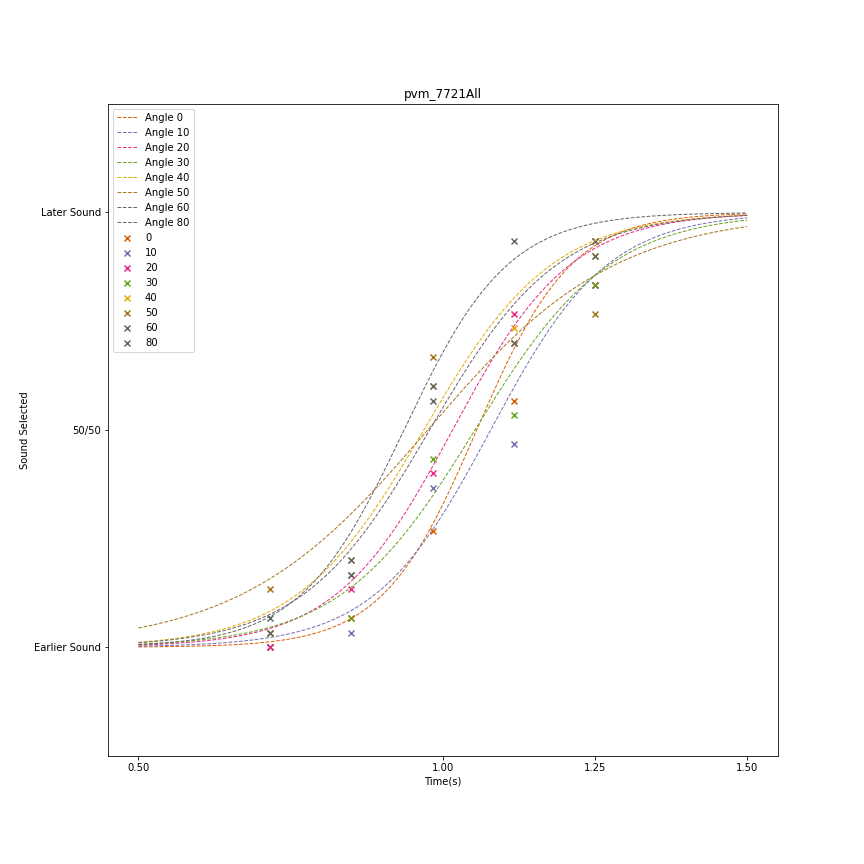 pvm_7721All
Angle 0
Angle 10
Angle 20
Angle 30
Angle 40
Angle 50
Angle 60
Angle 80
0
10
20
30
40
50
60
80
Later Sound
50/50
Earlier Sound
Sound Selected
0.50
1.00
1.25
1.50
Time(s)